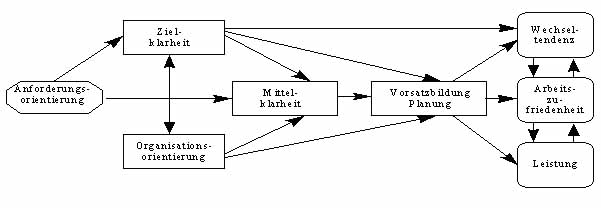 Ziel-
klarheit
Wechsel-
tendenz
Anforderungs-
orientierung
Mittel-
klarheit
Vorsatzbildung
Planung
Arbeits-
zu-
friedenheit
Organisations-
orientierung
Leistung